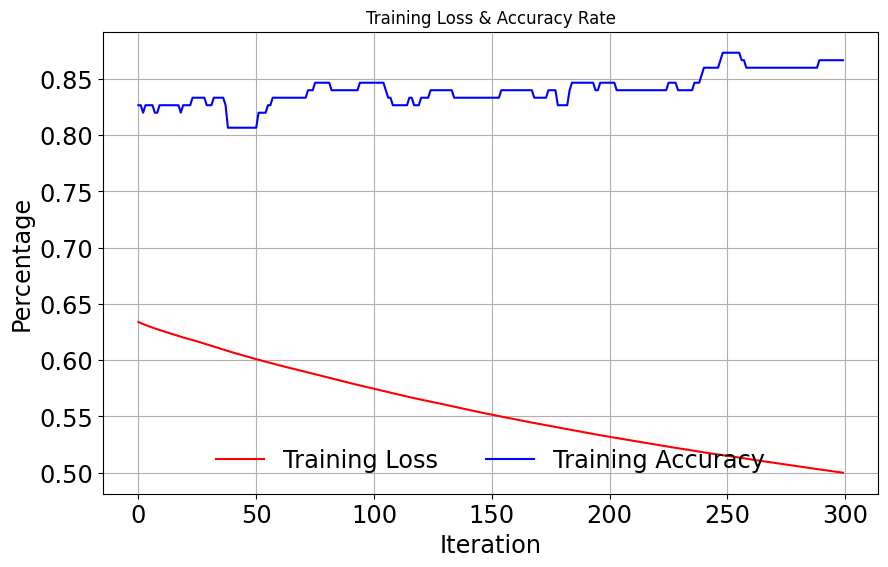 Training Loss & Accuracy Rate
0.85
0.80
0.75
0.70
0.65
0.60
0.55
0.50
Percentage
Training Loss Training Accuracy
0 50 100 150 200 250 300
Iteration